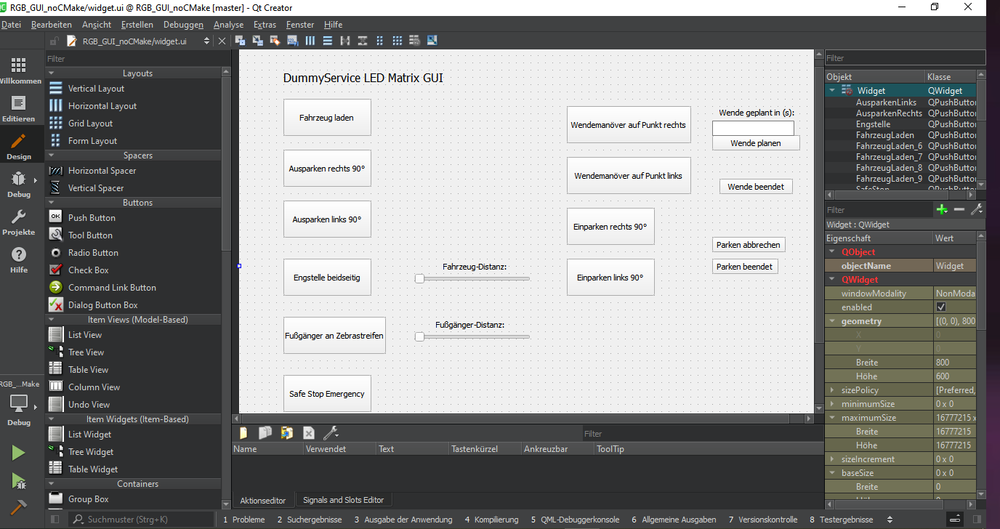 RGB_GUI_noCMake/widget.ui @ RGB_GUI_noCMake [master] - Qt Creator
Datei Bearbeiten Ansicht Erstellen Debuggen Analyse Extras Fenster Hilfe
RGB_GUI_noCMake/widget.ui
Willkommen
Editieren
Design
Debug
Projekte
Hilfe
RGB_...Make
Debug
Filter
Layouts
Vertical Layout
Horizontal Layout
Grid Layout
Form Layout
Spacers
Horizontal Spacer
Vertical Spacer
Buttons
OK Push Button
Tool Button
Radio Button
Check Box
Command Link Button
Dialog Button Box
Item Views (Model-Based)
List View
Tree View
Table View
Column View
Undo View
Item Widgets (Item-Based)
List Widget
Tree Widget
Table Widget
Containers
Group Box
DummyService LED Matrix GUI
Fahrzeug laden
Ausparken rechts 90°
Ausparken links 90°
Engstelle beidseitig
Fußgänger an Zebrastreifen
Safe Stop Emergency
Fahrzeug-Distanz:
Fußgänger-Distanz:
Wendemanöver auf Punkt rechts
Wendemanöver auf Punkt links
Einparken rechts 90°
Einparken links 90°
Wende geplant in (s):
Wende planen
Wende beendet
Parken abbrechen
Parken beendet
Filter
Name Verwendet Text Tastenkürzel Ankreuzbar ToolTip
Aktionseditor Signals and Slots Editor
Filter
Objekt Klasse
Widget QWidget
AusparkenLinks QPushButton
AusparkenRechts QPushButton
Engstelle QPushButton
FahrzeugLaden QPushButton
FahrzeugLaden_6 QPushButton
FahrzeugLaden_7 QPushButton
FahrzeugLaden_8 QPushButton
FahrzeugLaden_9 QPushButton
SafeStop QPushButton
Filter
Widget : QWidget
Eigenschaft Wert
QObject
objectName Widget
QWidget
windowModality NonModa
enabled
geometry [(0, 0), 800
X 0
Y 0
Breite 800
Höhe 600
sizePolicy [Preferred,
minimumSize 0 x 0
maximumSize 16777215 x
Breite 16777215
Höhe 16777215
sizeIncrement 0 x 0
baseSize 0 x 0
Breite 0
Suchmuster (Strg+K) 1 Probleme 2 Suchergebnisse 3 Ausgabe der Anwendung 4 Kompilierung 5 QML-Debuggerkonsole 6 Allgemeine Ausgaben 7 Versionskontrolle 8 Testergebnisse